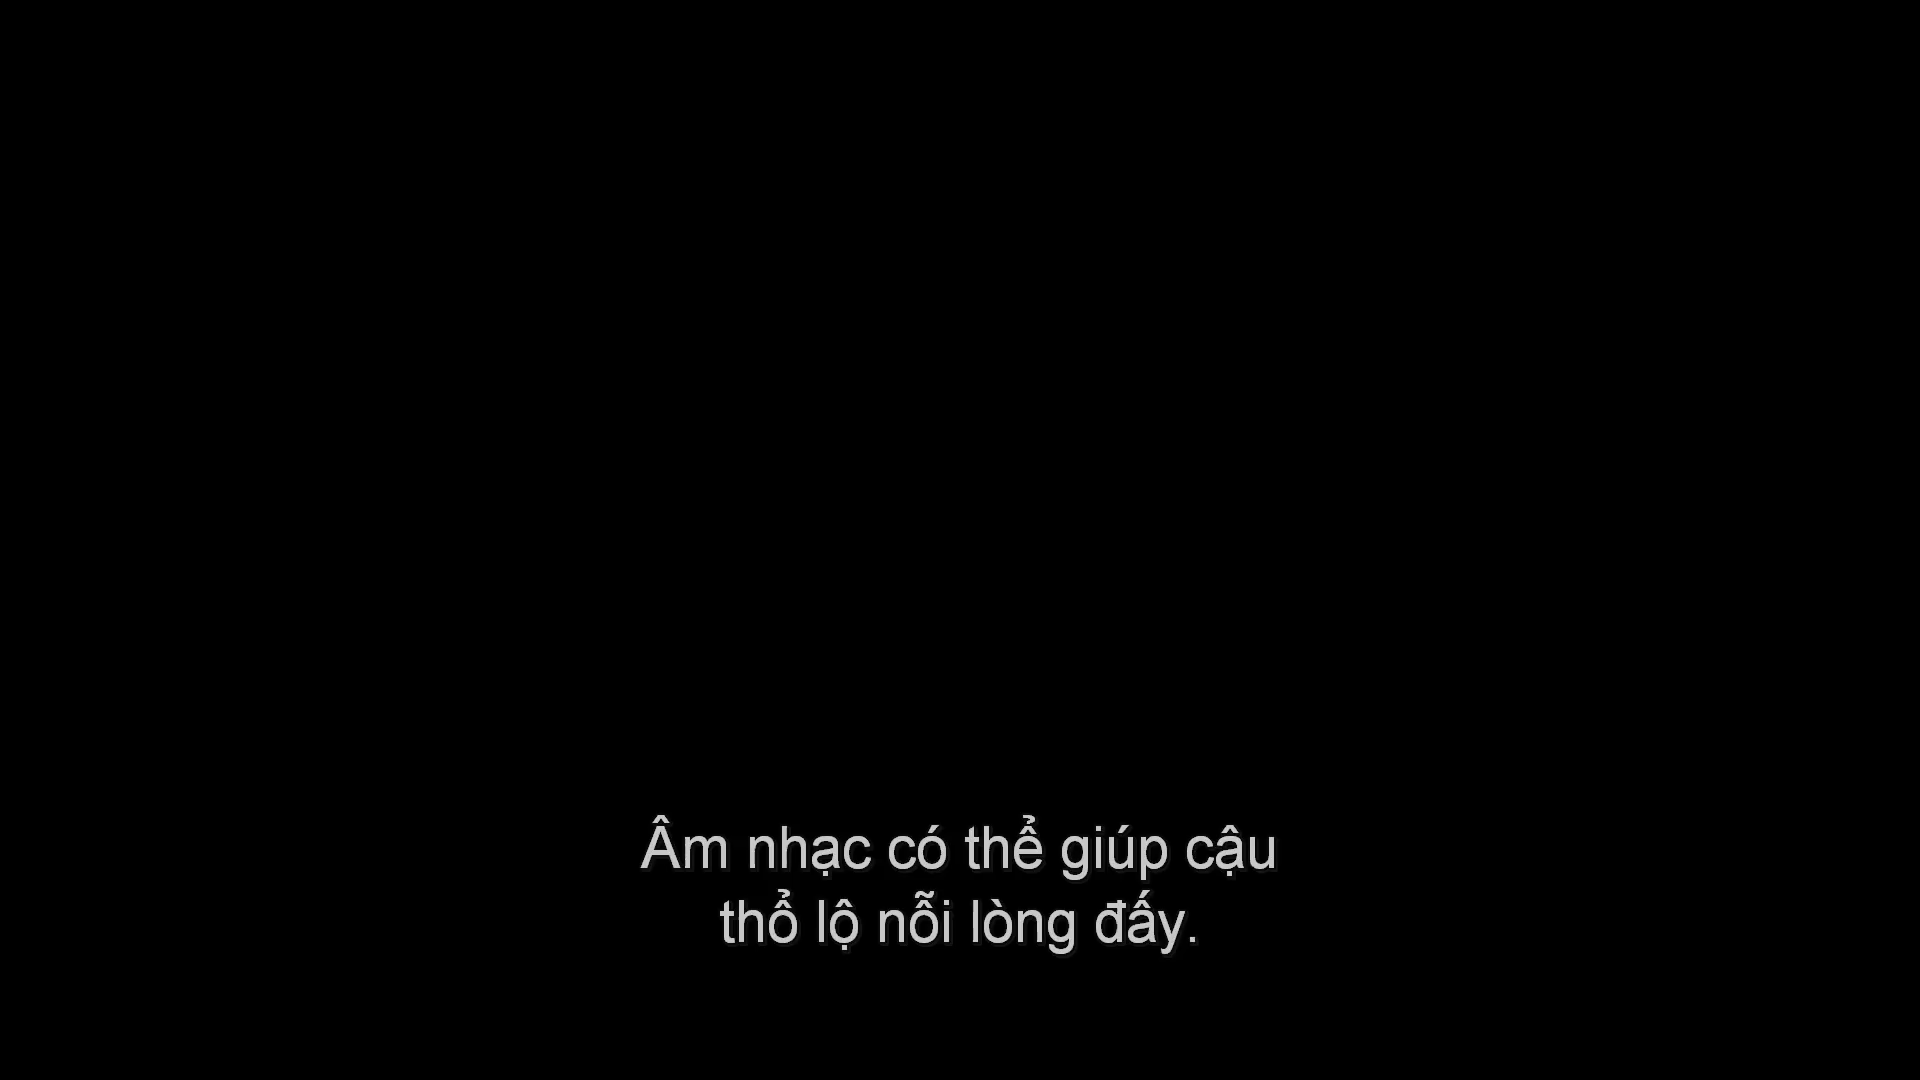 Âm nhạc có thể giúp cậu
thổ lộ nỗi lòng đấy.